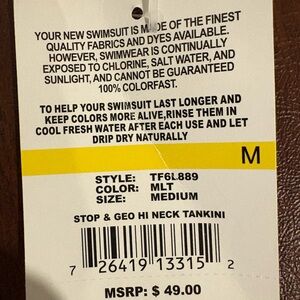 YOUR NEW SWIMSUIT IS MADE OF THE FINEST
QUALITY FABRICS AND DYES AVAILABLE.
HOWEVER, SWIMWEAR IS CONTINUALLY
EXPOSED TO CHLORINE, SALT WATER, AND
SUNLIGHT, AND CANNOT BE GUARANTEED
100% COLORFAST.
TO HELP YOUR SWIMSUIT LAST LONGER AND
KEEP COLORS MORE ALIVE,RINSE THEM IN
COOL FRESH WATER AFTER EACH USE AND LET
DRIP DRY NATURALLY
M
STYLE: TF6L889
COLOR: MLT
SIZE: MEDIUM
STOP & GEO HI NECK TANKINI
7 26419 13315 2
MSRP: $ 49.00